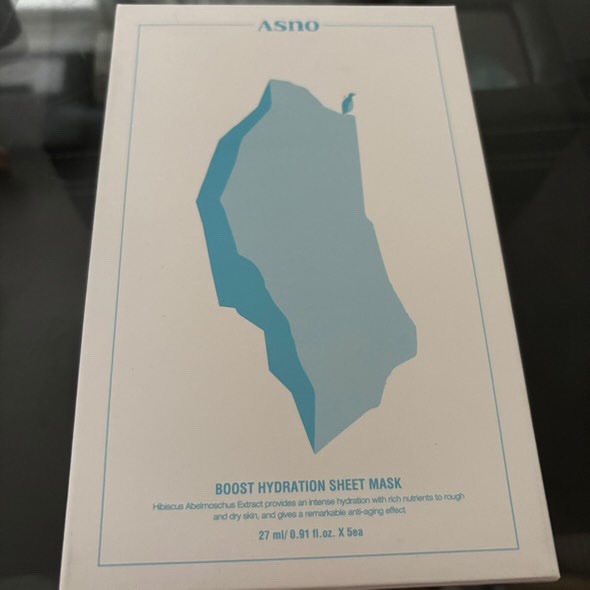 Asno
BOOST HYDRATION SHEET MASK
Hibiscus Abelmoschus Extract provides an intense hydration with rich nutrients to rough
and dry skin, and gives a remarkable anti-aging effect
27 ml/ 0.91 fl.oz. X 5ea